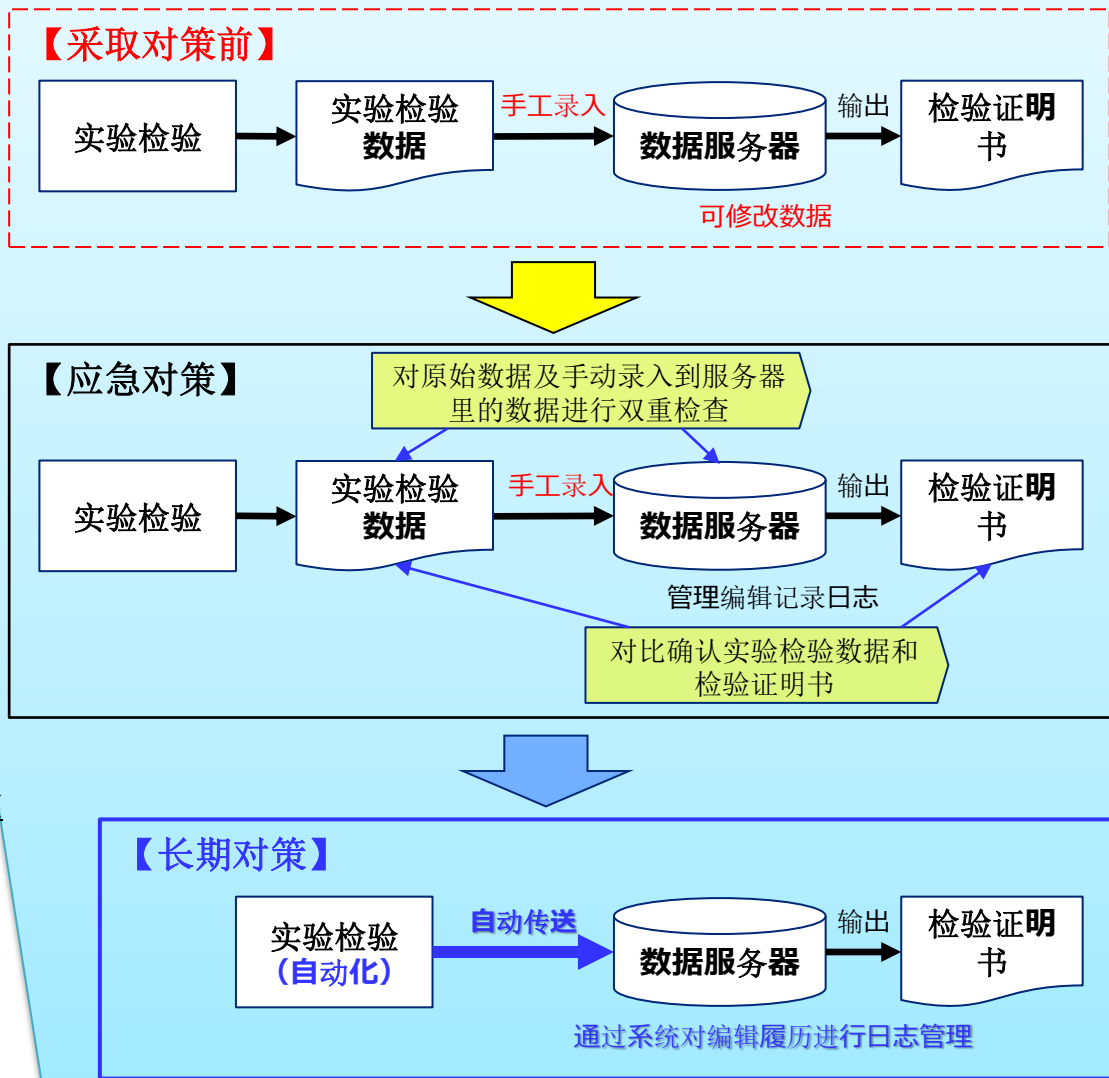 【采取对策前】
实验检验
实验检验
数据
手工录入
数据服务器
输出
检验证明
书
可修改数据
【应急对策】
对原始数据及手动录入到服务器
里的数据进行双重检查
实验检验
实验检验
数据
手工录入
数据服务器
输出
检验证明
书
管理编辑记录日志
对比确认实验检验数据和
检验证明书
【长期对策】
实验检验
（自动化）
自动传送
数据服务器
输出
检验证明
书
通过系统对编辑履历进行日志管理